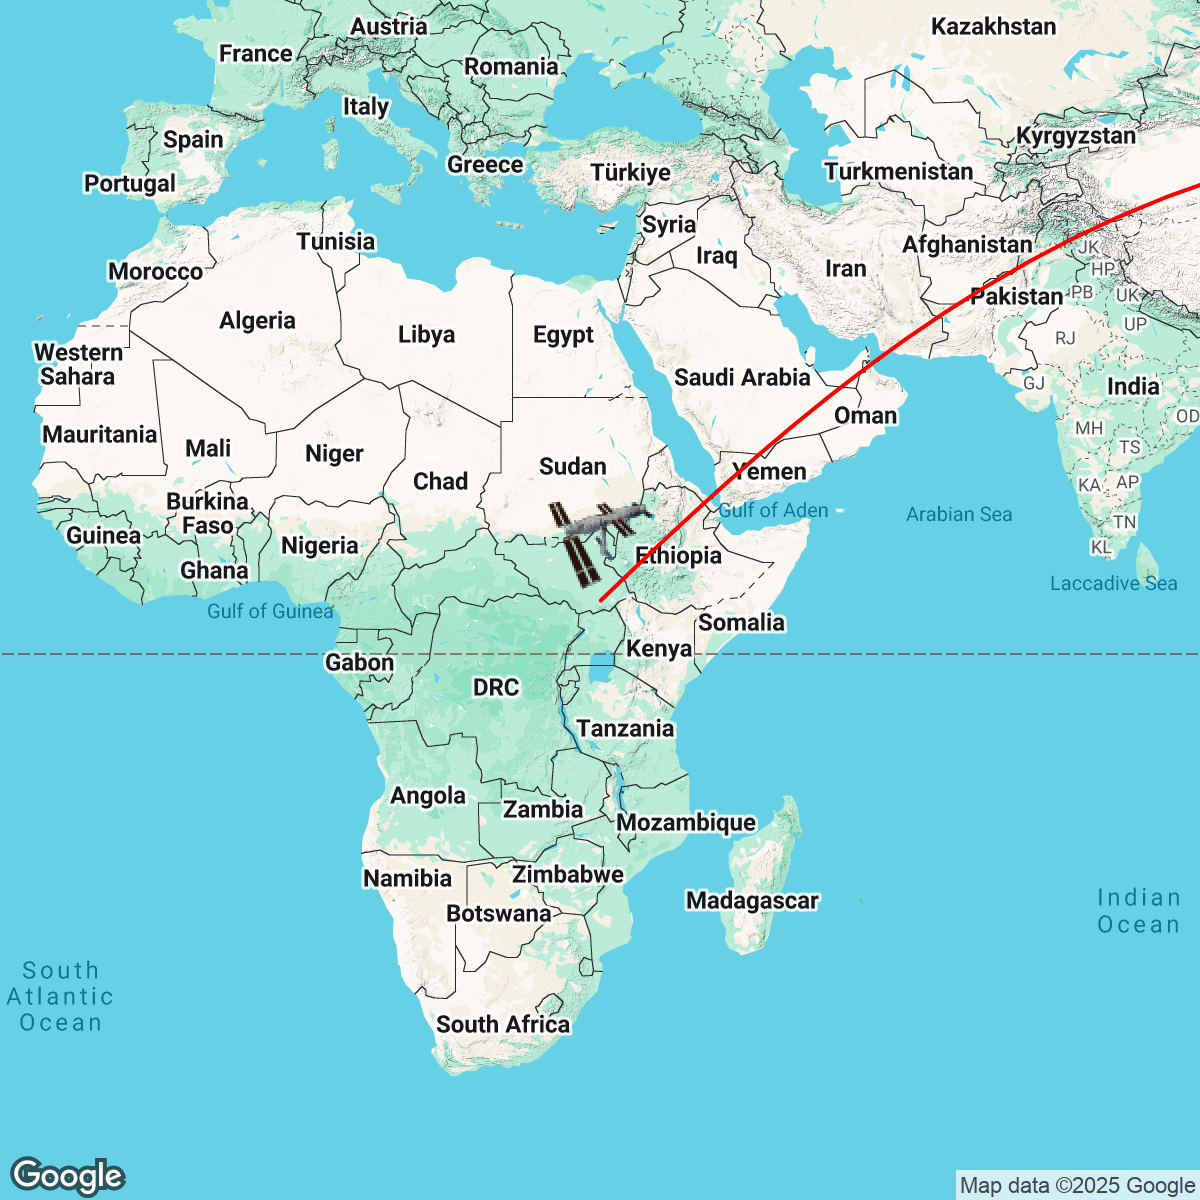 Austria
Kazakhstan
France
Romania
Italy
Spain
Kyrgyzstan
Greece
Türkiye
Turkmenistan
Portugal
Syria
Tunisia
Iraq
Afghanistan
JK
Morocco
Iran
HP
Pakistan
PB
UK
Algeria
Libya
Egypt
UP
RJ
Western
Sahara
Saudi Arabia
GJ
India
Oman
OD
Mauritania
Mali
Niger
MH
TS
Sudan
Yemen
Chad
KA
AP
Burkina
Faso
Gulf of Aden
Arabian Sea
TN
Guinea
Nigeria
KL
Ethiopia
Ghana
Laccadive Sea
Gulf of Guinea
Somalia
Gabon
Kenya
DRC
Tanzania
Angola
Zambia
Mozambique
Namibia
Zimbabwe
Madagascar
Botswana
Indian
Ocean
South
Atlantic
Ocean
South Africa
Google
Map data ©2025 Google